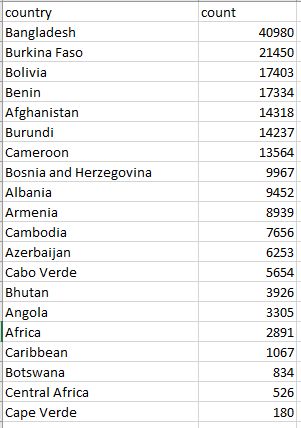 country count
Bangladesh 40980
Burkina Faso 21450
Bolivia 17403
Benin 17334
Afghanistan 14318
Burundi 14237
Cameroon 13564
Bosnia and Herzegovina 9967
Albania 9452
Armenia 8939
Cambodia 7656
Azerbaijan 6253
Cabo Verde 5654
Bhutan 3926
Angola 3305
Africa 2891
Caribbean 1067
Botswana 834
Central Africa 526
Cape Verde 180